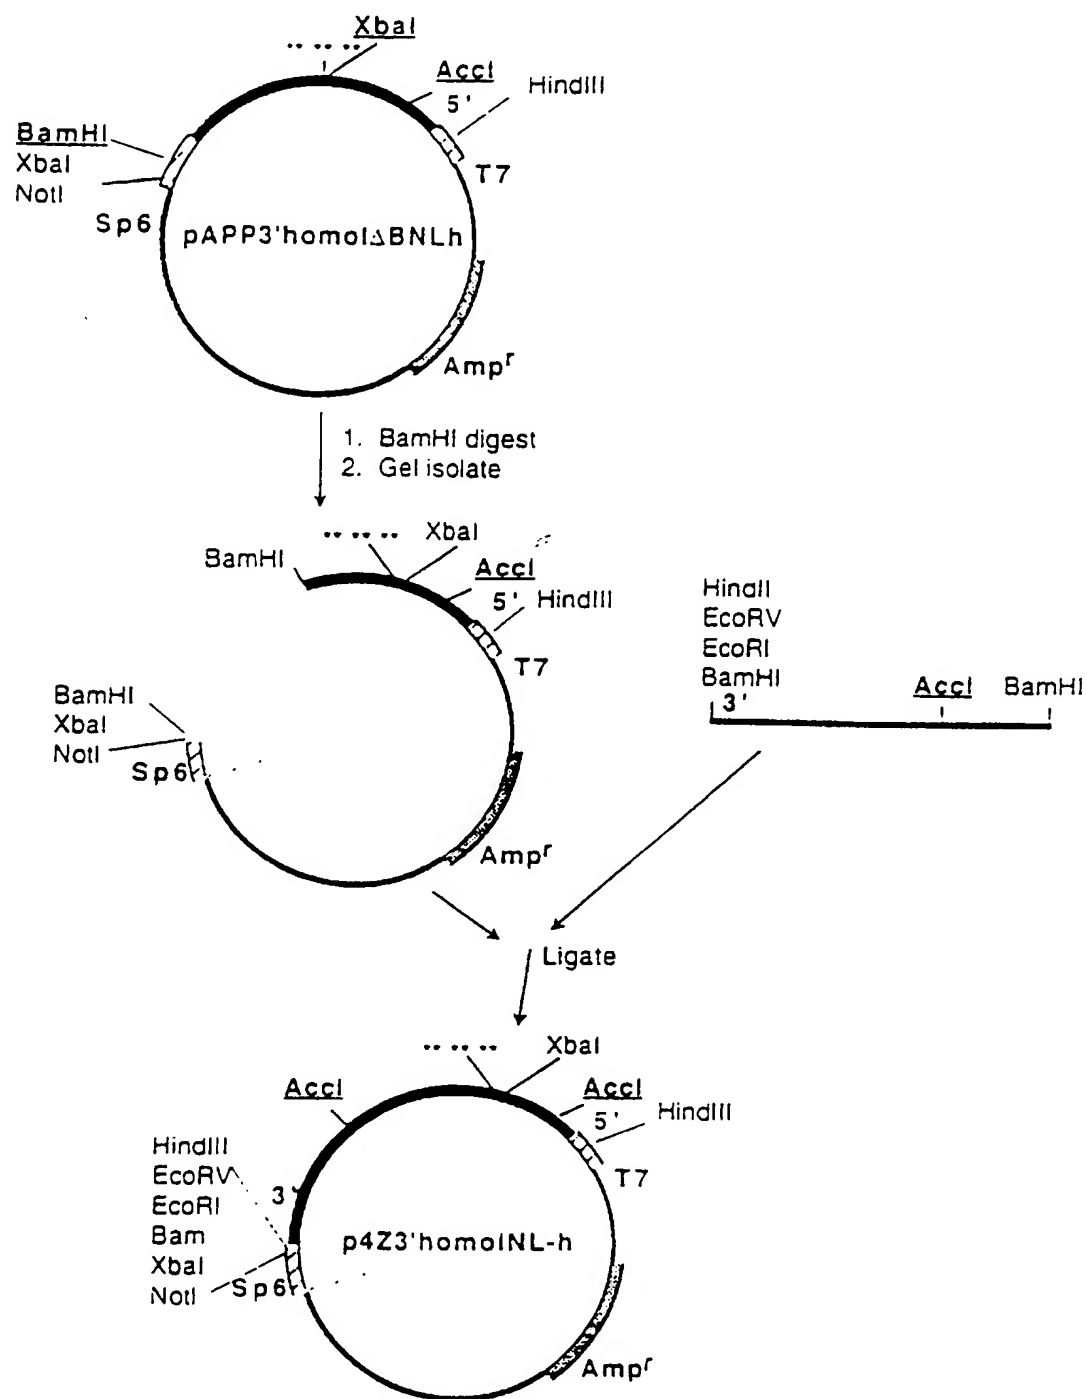 XbaI
AccI
5'
HindIII
BamHI
XbaI
NotI
T7
Sp6
pAPP3'homolΔBNLh
Ampʳ
1. BamHI digest
2. Gel isolate
XbaI
BamHI
AccI
5'
HindIII
T7
HindII
EcoRV
EcoRI
BamHI
3'
AccI
BamHI
BamHI
XbaI
NotI
Sp6
Ampʳ
Ligate
XbaI
AccI
AccI
5'
HindIII
T7
HindIII
EcoRV
EcoRI
Bam
XbaI
NotI
3'
Sp6
p4Z3'homolNL-h
Ampʳ